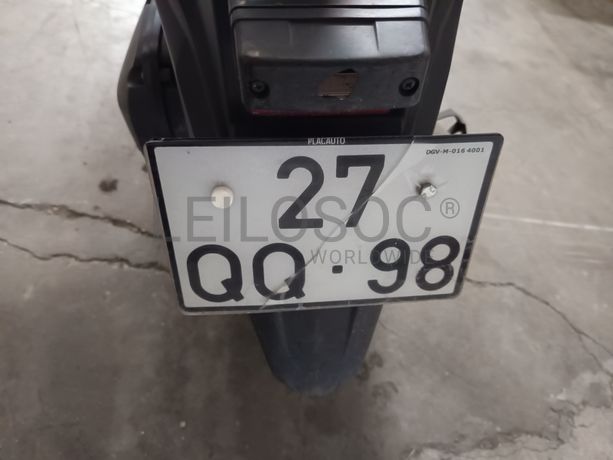 PLACAUTO
DGV-M-016 4001
27
QQ·98
LEILOSOC®
WORLDWIDE